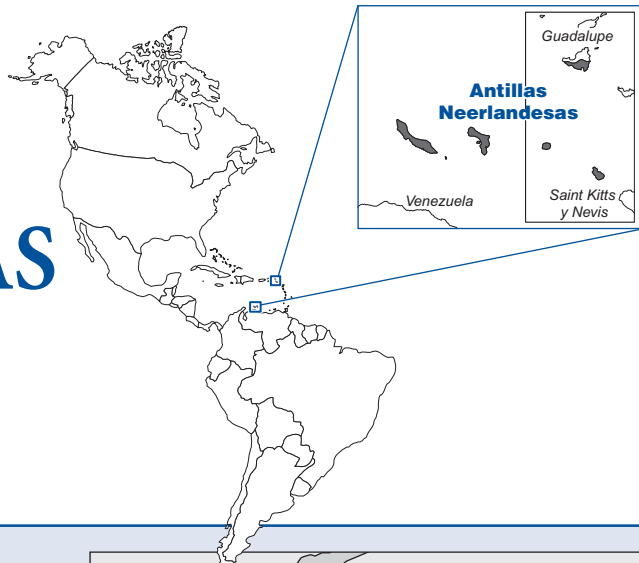 Guadalupe
Antillas
Neerlandesas
Venezuela
Saint Kitts
y Nevis
AS